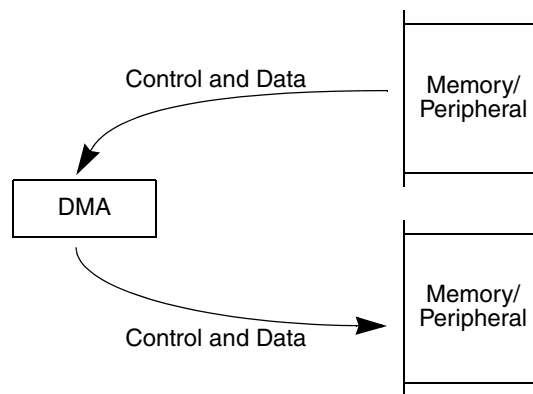 Control and Data
Memory/
Peripheral
DMA
Memory/
Peripheral
Control and Data